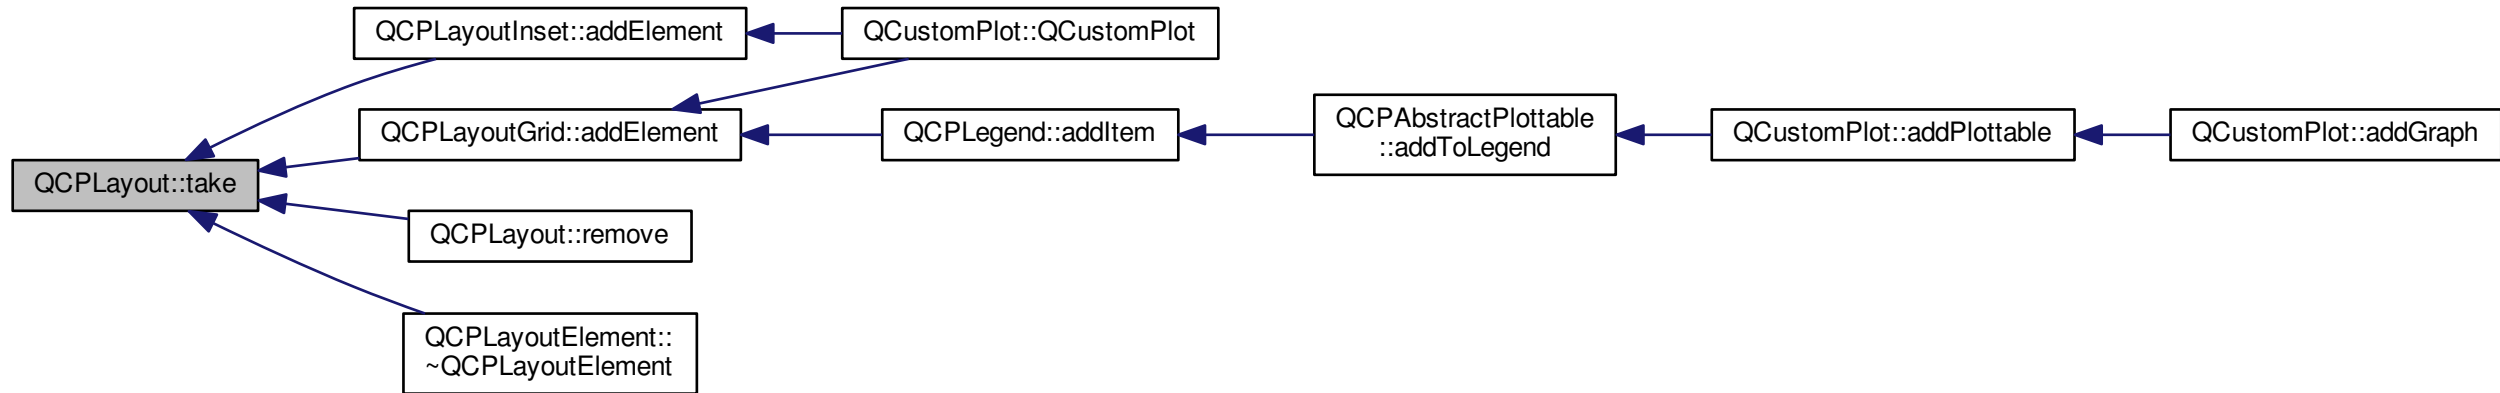 QCPLayoutInset::addElement
QCustomPlot::QCustomPlot
QCPLayoutGrid::addElement
QCPLegend::addItem
QCPAbstractPlottable
::addToLegend
QCustomPlot::addPlottable
QCustomPlot::addGraph
QCPLayout::take
QCPLayout::remove
QCPLayoutElement::
~QCPLayoutElement